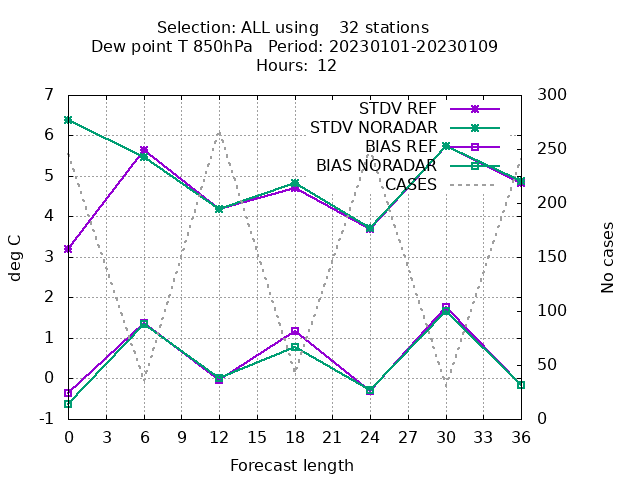 Selection: ALL using    32 stations
Dew point T 850hPa   Period: 20230101-20230109
Hours: 12
STDV REF
STDV NORADAR
BIAS REF
BIAS NORADAR
CASES
7
6
5
4
3
2
1
0
-1
deg C
300
250
200
150
100
50
0
No cases
0 3 6 9 12 15 18 21 24 27 30 33 36
Forecast length